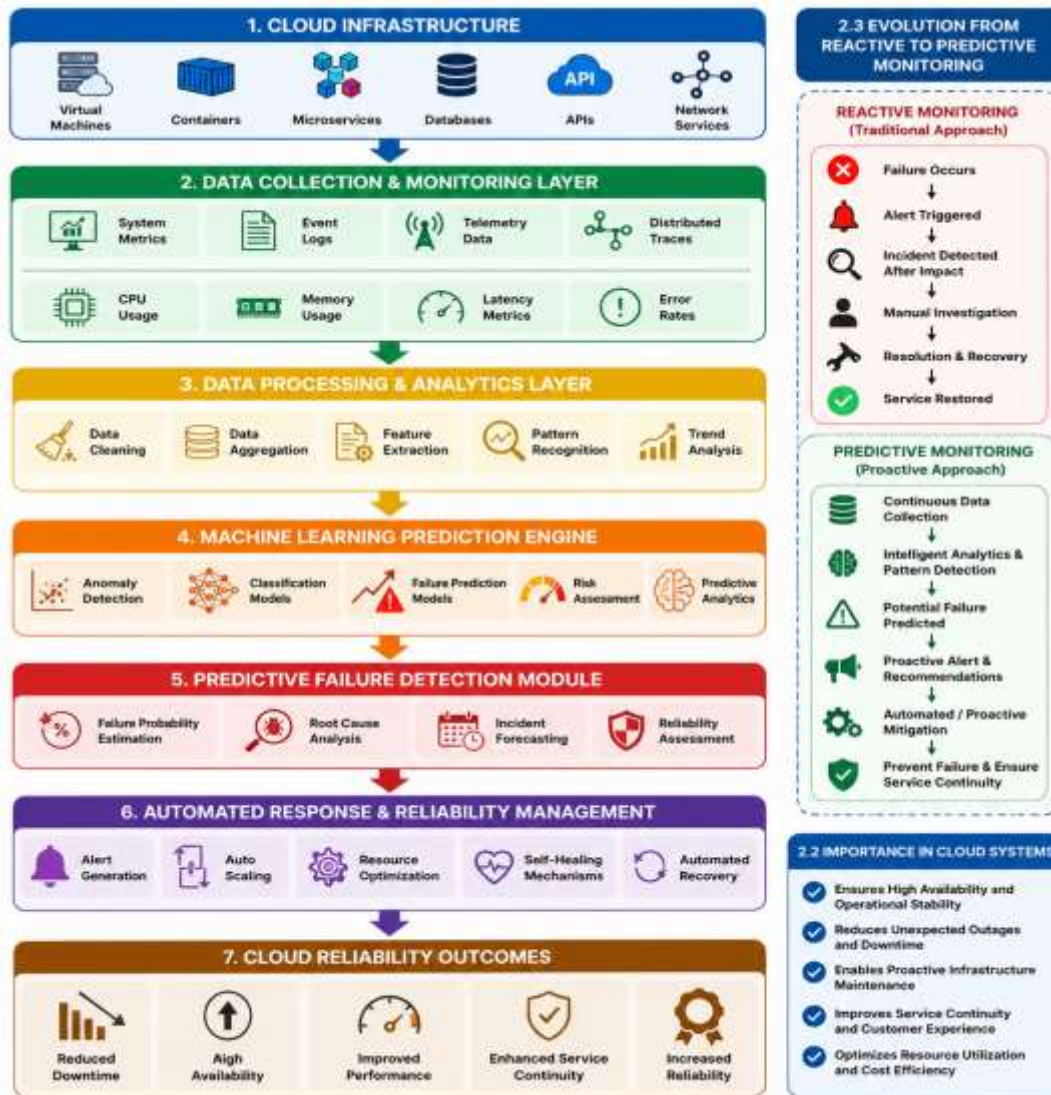 1. CLOUD INFRASTRUCTURE
Virtual
Machines
Containers
Microservices
Databases
API
APIs
Network
Services
2. DATA COLLECTION & MONITORING LAYER
System
Metrics
Event
Logs
Telemetry
Data
Distributed
Traces
CPU
Usage
Memory
Usage
Latency
Metrics
Error
Rates
3. DATA PROCESSING & ANALYTICS LAYER
Data
Cleaning
Data
Aggregation
Feature
Extraction
Pattern
Recognition
Trend
Analysis
4. MACHINE LEARNING PREDICTION ENGINE
Anomaly
Detection
Classification
Models
Failure Prediction
Models
Risk
Assessment
Predictive
Analytics
5. PREDICTIVE FAILURE DETECTION MODULE
%
Failure Probability
Estimation
Root Cause
Analysis
Incident
Forecasting
Reliability
Assessment
6. AUTOMATED RESPONSE & RELIABILITY MANAGEMENT
Alert
Generation
Auto
Scaling
Resource
Optimization
Self-Healing
Mechanisms
Automated
Recovery
7. CLOUD RELIABILITY OUTCOMES
Reduced
Downtime
Aigh
Availability
Improved
Performance
Enhanced Service
Continuity
Increased
Reliability
2.3 EVOLUTION FROM
REACTIVE TO PREDICTIVE
MONITORING
REACTIVE MONITORING
(Traditional Approach)
Failure Occurs
Alert Triggered
Incident Detected
After Impact
Manual Investigation
Resolution & Recovery
Service Restored
PREDICTIVE MONITORING
(Proactive Approach)
Continuous Data
Collection
Intelligent Analytics &
Pattern Detection
Potential Failure
Predicted
Proactive Alert &
Recommendations
Automated / Proactive
Mitigation
Prevent Failure & Ensure
Service Continuity
2.2 IMPORTANCE IN CLOUD SYSTEMS
Ensures High Availability and
Operational Stability
Reduces Unexpected Outages
and Downtime
Enables Proactive Infrastructure
Maintenance
Improves Service Continuity
and Customer Experience
Optimizes Resource Utilization
and Cost Efficiency